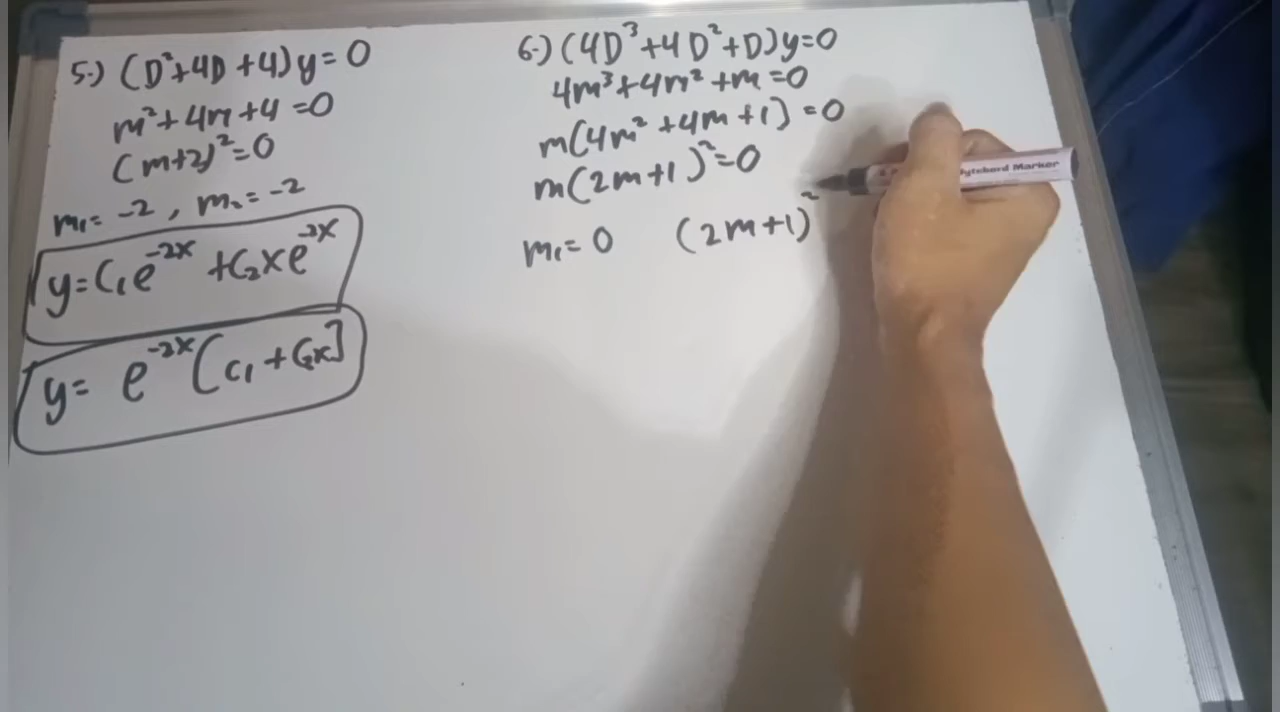 5.) (D²+4D+4)y=0
m²+4m+4=0
(m+2)²=0
m₁=-2, m₂=-2
y=C₁e⁻²ˣ+C₂xe⁻²ˣ
y=e⁻²ˣ[C₁+C₂x]
6.) (4D³+4D²+D)y=0
4m³+4m²+m=0
m(4m²+4m+1)=0
m(2m+1)²=0
m₁=0 (2m+1)²
Marker